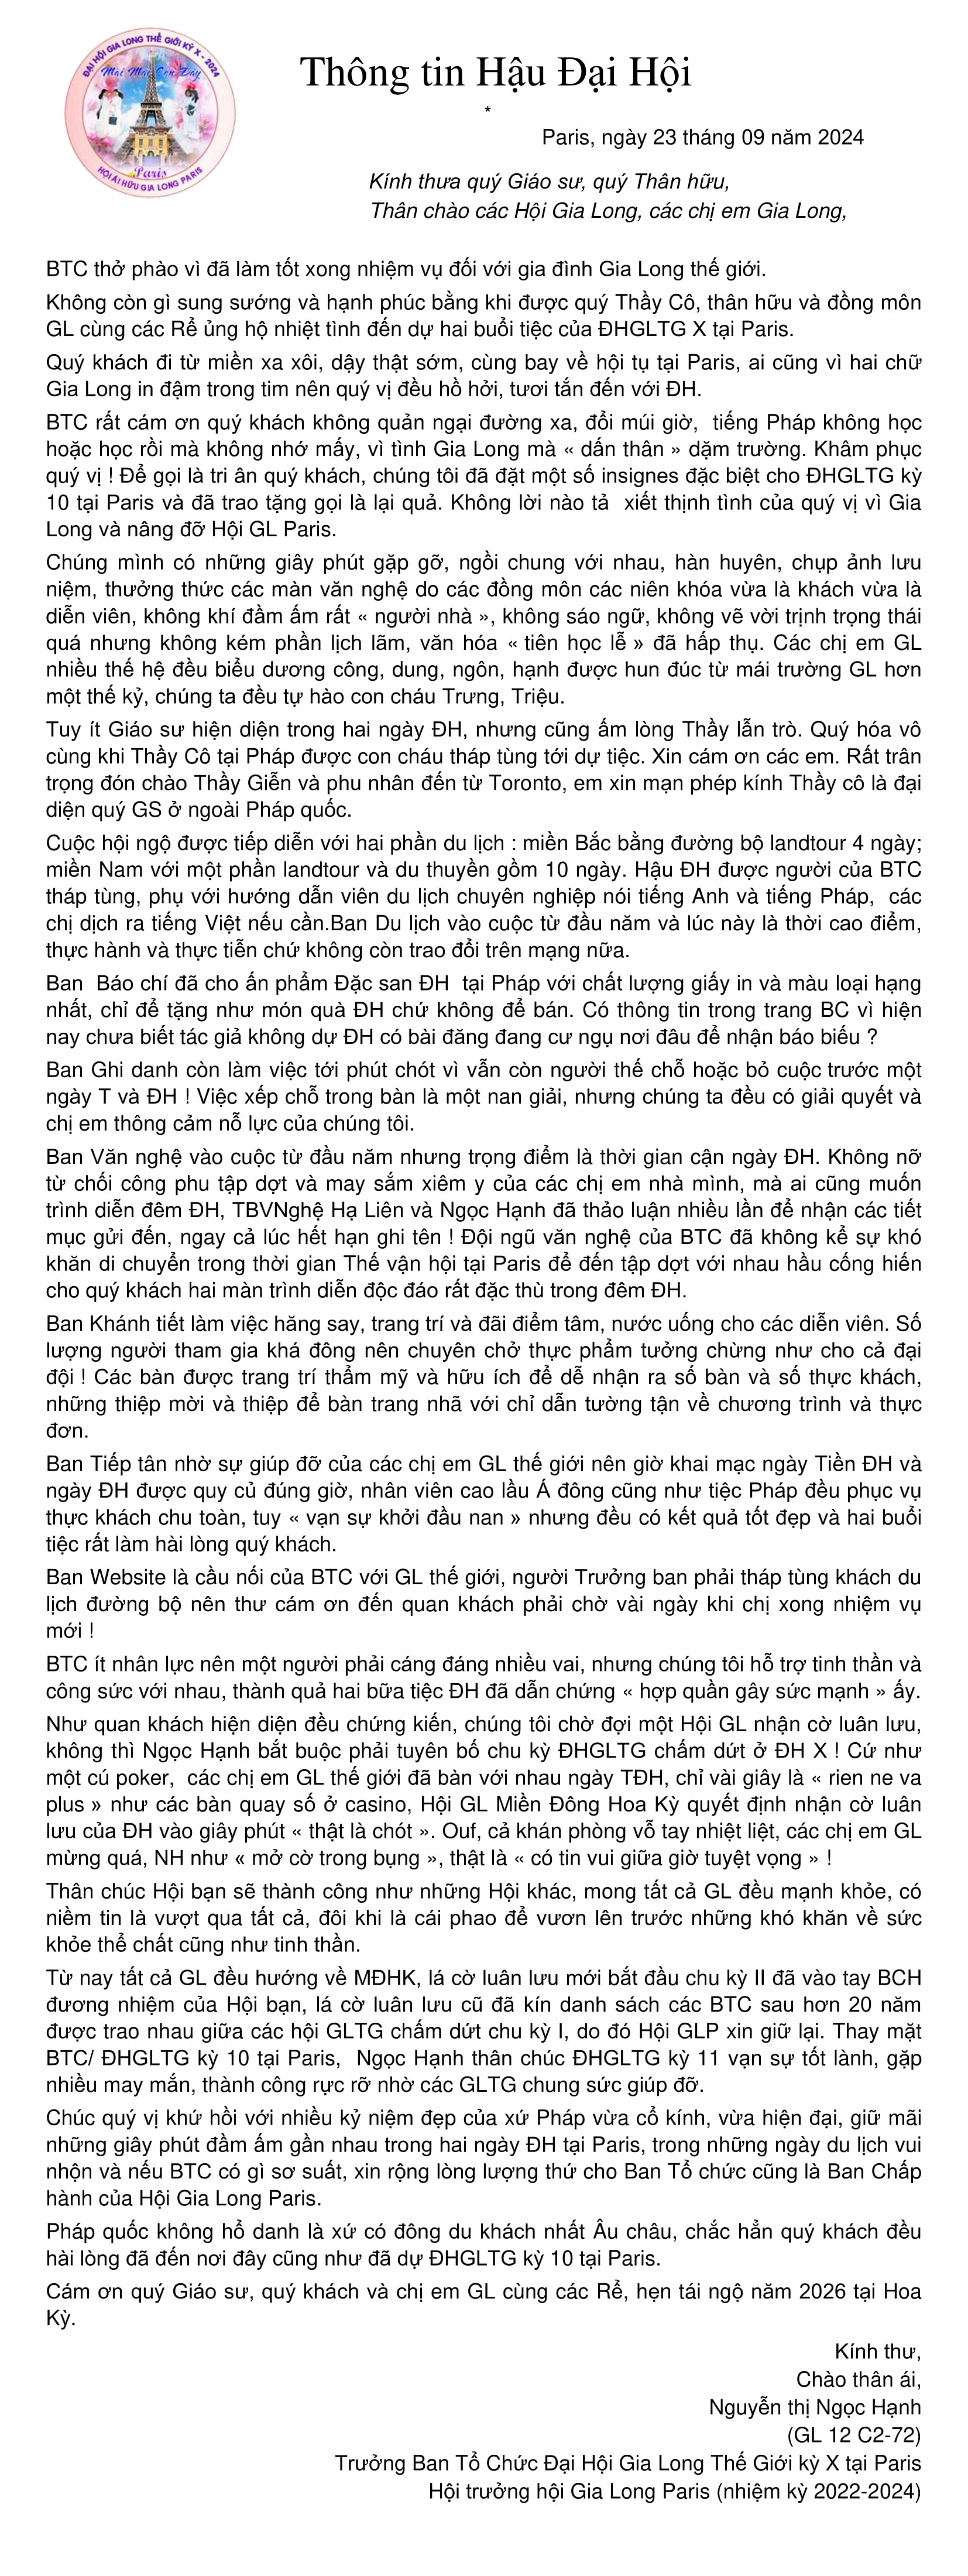 ĐẠI HỘI GIA LONG THẾ GIỚI KỲ X - 2024
Mãi Mãi Còn Đây
Paris
HỘI ÁI HỮU GIA LONG PARIS
Thông tin Hậu Đại Hội
*
Paris, ngày 23 tháng 09 năm 2024
Kính thưa quý Giáo sư, quý Thân hữu,
Thân chào các Hội Gia Long, các chị em Gia Long,
BTC thở phào vì đã làm tốt xong nhiệm vụ đối với gia đình Gia Long thế giới.
Không còn gì sung sướng và hạnh phúc bằng khi được quý Thầy Cô, thân hữu và đồng môn
GL cùng các Rể ủng hộ nhiệt tình đến dự hai buổi tiệc của ĐHGLTG X tại Paris.
Quý khách đi từ miền xa xôi, dậy thật sớm, cùng bay về hội tụ tại Paris, ai cũng vì hai chữ
Gia Long in đậm trong tim nên quý vị đều hồ hởi, tươi tắn đến với ĐH.
BTC rất cám ơn quý khách không quản ngại đường xa, đổi múi giờ,  tiếng Pháp không học
hoặc học rồi mà không nhớ mấy, vì tình Gia Long mà « dấn thân » dặm trường. Khâm phục
quý vị ! Để gọi là tri ân quý khách, chúng tôi đã đặt một số insignes đặc biệt cho ĐHGLTG kỳ
10 tại Paris và đã trao tặng gọi là lại quả. Không lời nào tả  xiết thịnh tình của quý vị vì Gia
Long và nâng đỡ Hội GL Paris.
Chúng mình có những giây phút gặp gỡ, ngồi chung với nhau, hàn huyên, chụp ảnh lưu
niệm, thưởng thức các màn văn nghệ do các đồng môn các niên khóa vừa là khách vừa là
diễn viên, không khí đầm ấm rất « người nhà », không sáo ngữ, không vẽ vời trịnh trọng thái
quá nhưng không kém phần lịch lãm, văn hóa « tiên học lễ » đã hấp thụ. Các chị em GL
nhiều thế hệ đều biểu dương công, dung, ngôn, hạnh được hun đúc từ mái trường GL hơn
một thế kỷ, chúng ta đều tự hào con cháu Trưng, Triệu.
Tuy ít Giáo sư hiện diện trong hai ngày ĐH, nhưng cũng ấm lòng Thầy lẫn trò. Quý hóa vô
cùng khi Thầy Cô tại Pháp được con cháu tháp tùng tới dự tiệc. Xin cám ơn các em. Rất trân
trọng đón chào Thầy Giễn và phu nhân đến từ Toronto, em xin mạn phép kính Thầy cô là đại
diện quý GS ở ngoài Pháp quốc.
Cuộc hội ngộ được tiếp diễn với hai phần du lịch : miền Bắc bằng đường bộ landtour 4 ngày;
miền Nam với một phần landtour và du thuyền gồm 10 ngày. Hậu ĐH được người của BTC
tháp tùng, phụ với hướng dẫn viên du lịch chuyên nghiệp nói tiếng Anh và tiếng Pháp,  các
chị dịch ra tiếng Việt nếu cần.Ban Du lịch vào cuộc từ đầu năm và lúc này là thời cao điểm,
thực hành và thực tiễn chứ không còn trao đổi trên mạng nữa.
Ban  Báo chí đã cho ấn phẩm Đặc san ĐH  tại Pháp với chất lượng giấy in và màu loại hạng
nhất, chỉ để tặng như món quà ĐH chứ không để bán. Có thông tin trong trang BC vì hiện
nay chưa biết tác giả không dự ĐH có bài đăng đang cư ngụ nơi đâu để nhận báo biếu ?
Ban Ghi danh còn làm việc tới phút chót vì vẫn còn người thế chỗ hoặc bỏ cuộc trước một
ngày T và ĐH ! Việc xếp chỗ trong bàn là một nan giải, nhưng chúng ta đều có giải quyết và
chị em thông cảm nỗ lực của chúng tôi.
Ban Văn nghệ vào cuộc từ đầu năm nhưng trọng điểm là thời gian cận ngày ĐH. Không nỡ
từ chối công phu tập dợt và may sắm xiêm y của các chị em nhà mình, mà ai cũng muốn
trình diễn đêm ĐH, TBVNghệ Hạ Liên và Ngọc Hạnh đã thảo luận nhiều lần để nhận các tiết
mục gửi đến, ngay cả lúc hết hạn ghi tên ! Đội ngũ văn nghệ của BTC đã không kể sự khó
khăn di chuyển trong thời gian Thế vận hội tại Paris để đến tập dợt với nhau hầu cống hiến
cho quý khách hai màn trình diễn độc đáo rất đặc thù trong đêm ĐH.
Ban Khánh tiết làm việc hăng say, trang trí và đãi điểm tâm, nước uống cho các diễn viên. Số
lượng người tham gia khá đông nên chuyên chở thực phẩm tưởng chừng như cho cả đại
đội ! Các bàn được trang trí thẩm mỹ và hữu ích để dễ nhận ra số bàn và số thực khách,
những thiệp mời và thiệp để bàn trang nhã với chỉ dẫn tường tận về chương trình và thực
đơn.
Ban Tiếp tân nhờ sự giúp đỡ của các chị em GL thế giới nên giờ khai mạc ngày Tiền ĐH và
ngày ĐH được quy củ đúng giờ, nhân viên cao lầu Á đông cũng như tiệc Pháp đều phục vụ
thực khách chu toàn, tuy « vạn sự khởi đầu nan » nhưng đều có kết quả tốt đẹp và hai buổi
tiệc rất làm hài lòng quý khách.
Ban Website là cầu nối của BTC với GL thế giới, người Trưởng ban phải tháp tùng khách du
lịch đường bộ nên thư cám ơn đến quan khách phải chờ vài ngày khi chị xong nhiệm vụ
mới !
BTC ít nhân lực nên một người phải cáng đáng nhiều vai, nhưng chúng tôi hỗ trợ tinh thần và
công sức với nhau, thành quả hai bữa tiệc ĐH đã dẫn chứng « hợp quần gây sức mạnh » ấy.
Như quan khách hiện diện đều chứng kiến, chúng tôi chờ đợi một Hội GL nhận cờ luân lưu,
không thì Ngọc Hạnh bắt buộc phải tuyên bố chu kỳ ĐHGLTG chấm dứt ở ĐH X ! Cứ như
một cú poker,  các chị em GL thế giới đã bàn với nhau ngày TĐH, chỉ vài giây là « rien ne va
plus » như các bàn quay số ở casino, Hội GL Miền Đông Hoa Kỳ quyết định nhận cờ luân
lưu của ĐH vào giây phút « thật là chót ». Ouf, cả khán phòng vỗ tay nhiệt liệt, các chị em GL
mừng quá, NH như « mở cờ trong bụng », thật là « có tin vui giữa giờ tuyệt vọng » !
Thân chúc Hội bạn sẽ thành công như những Hội khác, mong tất cả GL đều mạnh khỏe, có
niềm tin là vượt qua tất cả, đôi khi là cái phao để vươn lên trước những khó khăn về sức
khỏe thể chất cũng như tinh thần.
Từ nay tất cả GL đều hướng về MĐHK, lá cờ luân lưu mới bắt đầu chu kỳ II đã vào tay BCH
đương nhiệm của Hội bạn, lá cờ luân lưu cũ đã kín danh sách các BTC sau hơn 20 năm
được trao nhau giữa các hội GLTG chấm dứt chu kỳ I, do đó Hội GLP xin giữ lại. Thay mặt
BTC/ ĐHGLTG kỳ 10 tại Paris,  Ngọc Hạnh thân chúc ĐHGLTG kỳ 11 vạn sự tốt lành, gặp
nhiều may mắn, thành công rực rỡ nhờ các GLTG chung sức giúp đỡ.
Chúc quý vị khứ hồi với nhiều kỷ niệm đẹp của xứ Pháp vừa cổ kính, vừa hiện đại, giữ mãi
những giây phút đầm ấm gần nhau trong hai ngày ĐH tại Paris, trong những ngày du lịch vui
nhộn và nếu BTC có gì sơ suất, xin rộng lòng lượng thứ cho Ban Tổ chức cũng là Ban Chấp
hành của Hội Gia Long Paris.
Pháp quốc không hổ danh là xứ có đông du khách nhất Âu châu, chắc hẳn quý khách đều
hài lòng đã đến nơi đây cũng như đã dự ĐHGLTG kỳ 10 tại Paris.
Cám ơn quý Giáo sư, quý khách và chị em GL cùng các Rể, hẹn tái ngộ năm 2026 tại Hoa
Kỳ.
Kính thư,
Chào thân ái,
Nguyễn thị Ngọc Hạnh
(GL 12 C2-72)
Trưởng Ban Tổ Chức Đại Hội Gia Long Thế Giới kỳ X tại Paris
Hội trưởng hội Gia Long Paris (nhiệm kỳ 2022-2024)